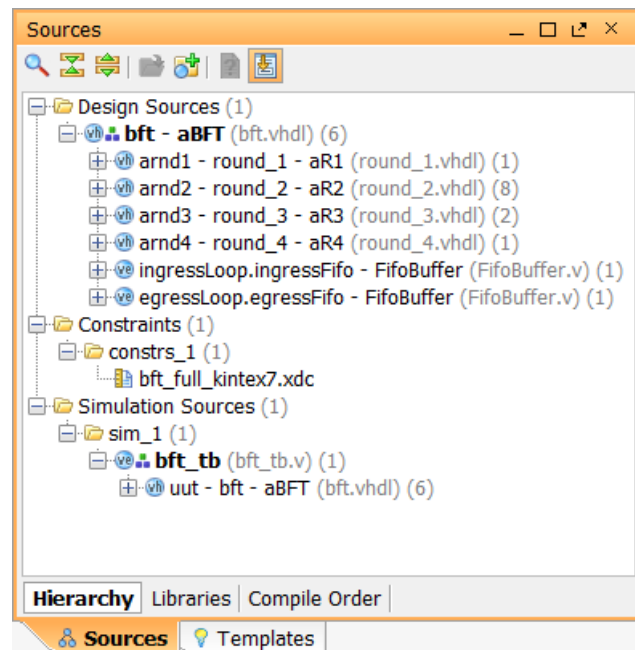 Sources
Design Sources (1)
bft - aBFT (bft.vhdl) (6)
arnd1 - round_1 - aR1 (round_1.vhdl) (1)
arnd2 - round_2 - aR2 (round_2.vhdl) (8)
arnd3 - round_3 - aR3 (round_3.vhdl) (2)
arnd4 - round_4 - aR4 (round_4.vhdl) (1)
ingressLoop.ingressFifo - FifoBuffer (FifoBuffer.v) (1)
egressLoop.egressFifo - FifoBuffer (FifoBuffer.v) (1)
Constraints (1)
constrs_1 (1)
bft_full_kintex7.xdc
Simulation Sources (1)
sim_1 (1)
bft_tb (bft_tb.v) (1)
uut - bft - aBFT (bft.vhdl) (6)
Hierarchy Libraries Compile Order
Sources Templates